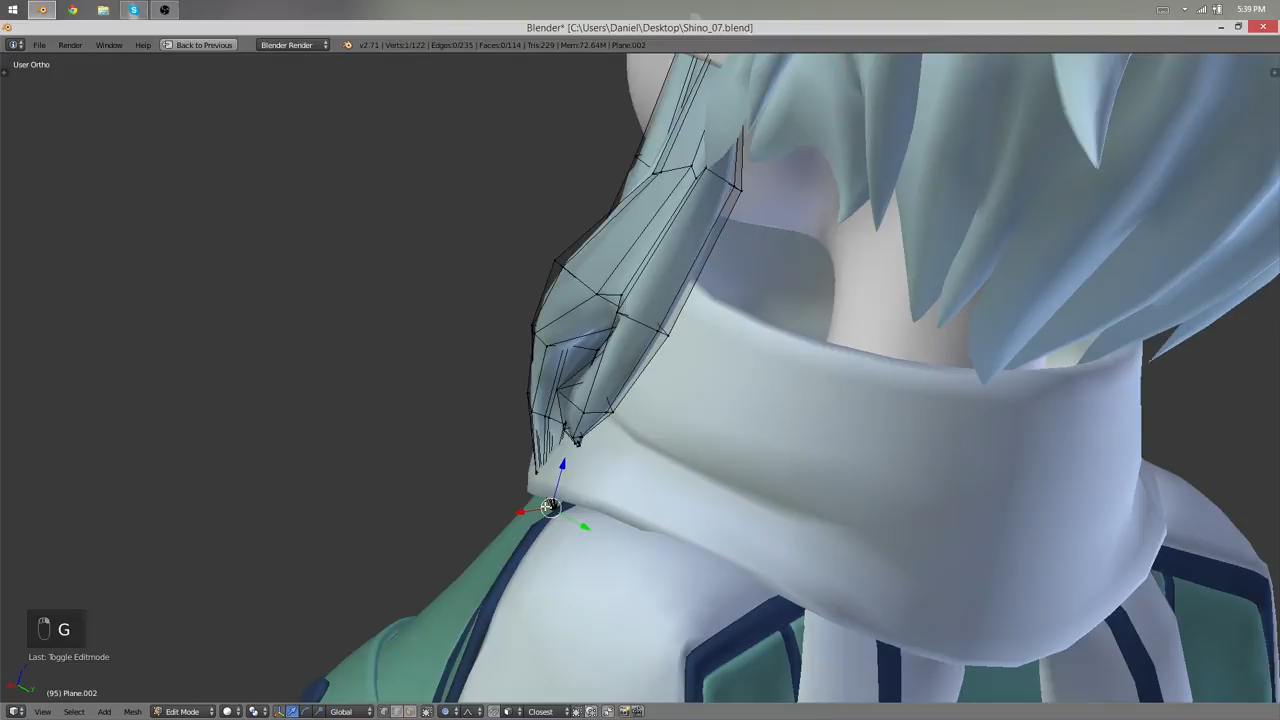 5:39 PM
Blender* [C:\Users\Daniel\Desktop\Shino_07.blend]
File Render Window Help Back to Previous Blender Render v2.71 | Verts:1/122 | Edges:0/235 | Faces:0/114 | Tris:229 | Mem:72.64M | Plane.002
User Ortho
G
Last: Toggle Editmode
(95) Plane.002
View Select Add Mesh Edit Mode Global Closest